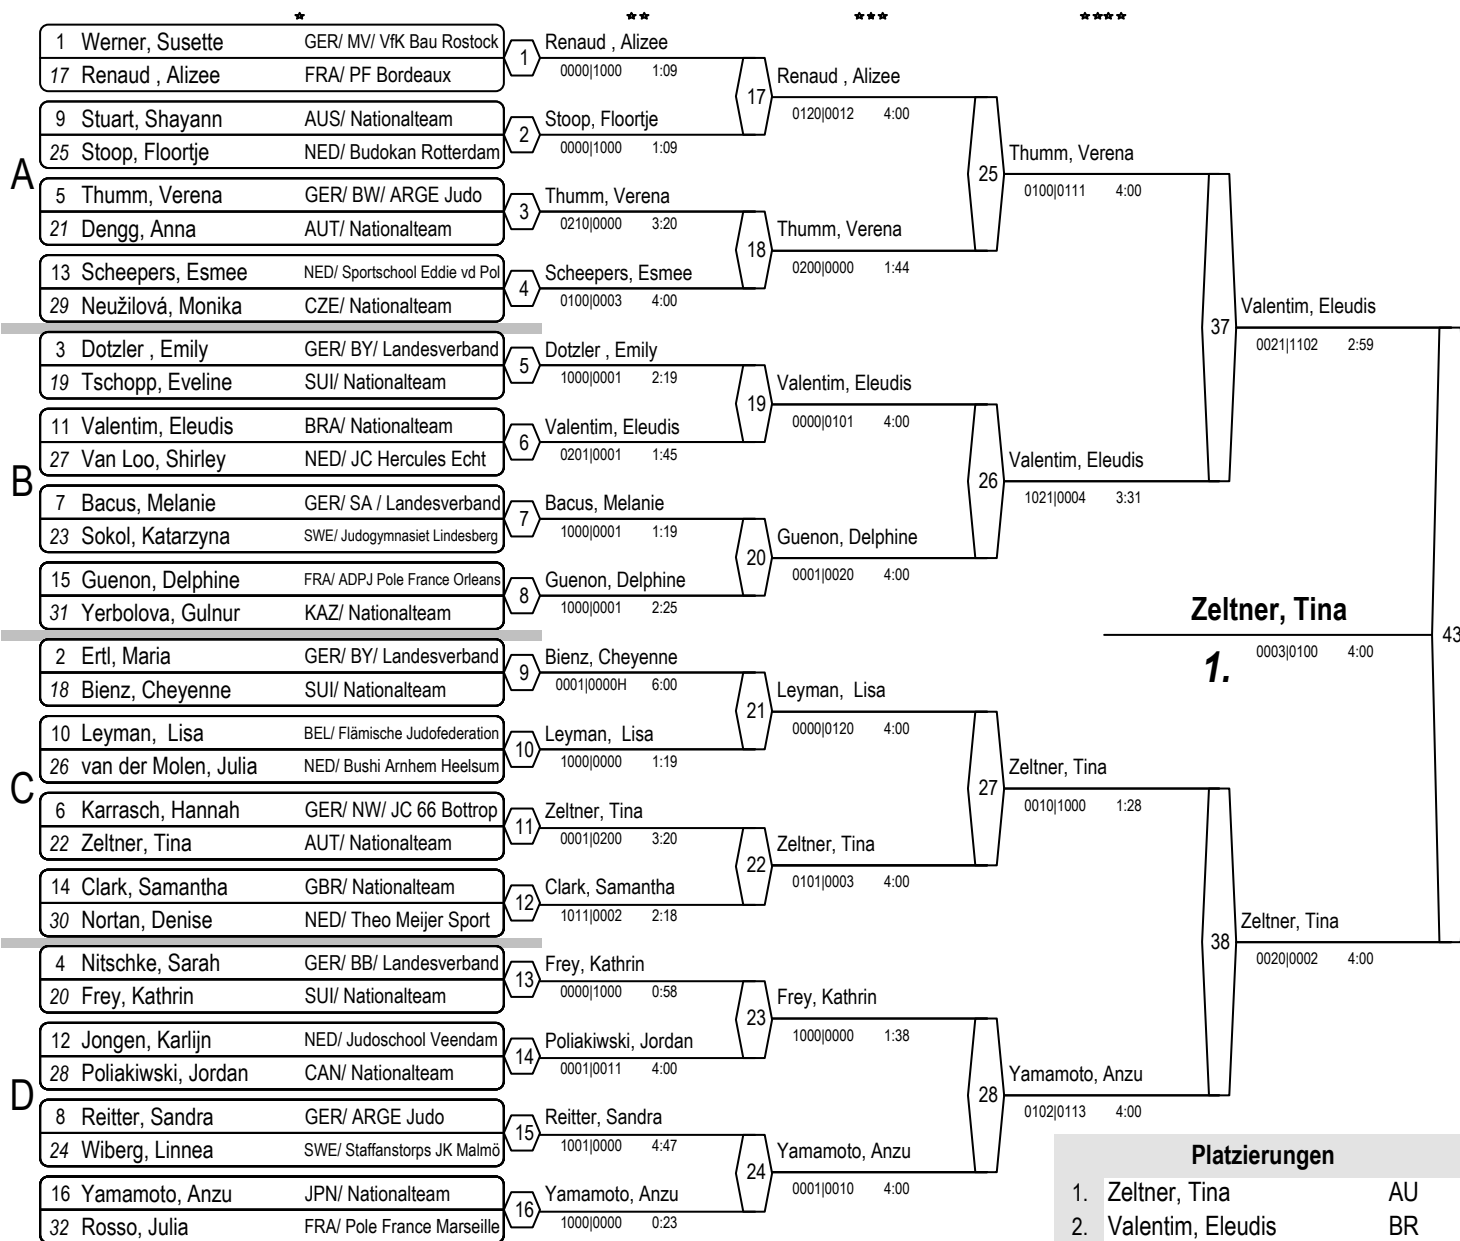 1 Werner, Susette GER/ MV/ VfK Bau Rostock
17 Renaud , Alizee FRA/ PF Bordeaux
1
Renaud , Alizee
0000|1000 1:09
9 Stuart, Shayann AUS/ Nationalteam
25 Stoop, Floortje NED/ Budokan Rotterdam
2
Stoop, Floortje
0000|1000 1:09
17
Renaud , Alizee
0120|0012 4:00
A
5 Thumm, Verena GER/ BW/ ARGE Judo
21 Dengg, Anna AUT/ Nationalteam
3
Thumm, Verena
0210|0000 3:20
13 Scheepers, Esmee NED/ Sportschool Eddie vd Pol
29 Neužilová, Monika CZE/ Nationalteam
4
Scheepers, Esmee
0100|0003 4:00
18
Thumm, Verena
0200|0000 1:44
25
Thumm, Verena
0100|0111 4:00
3 Dotzler , Emily GER/ BY/ Landesverband
19 Tschopp, Eveline SUI/ Nationalteam
5
Dotzler , Emily
1000|0001 2:19
11 Valentim, Eleudis BRA/ Nationalteam
27 Van Loo, Shirley NED/ JC Hercules Echt
6
Valentim, Eleudis
0201|0001 1:45
19
Valentim, Eleudis
0000|0101 4:00
B
7 Bacus, Melanie GER/ SA / Landesverband
23 Sokol, Katarzyna SWE/ Judogymnasiet Lindesberg
7
Bacus, Melanie
1000|0001 1:19
15 Guenon, Delphine FRA/ ADPJ Pole France Orleans
31 Yerbolova, Gulnur KAZ/ Nationalteam
8
Guenon, Delphine
1000|0001 2:25
20
Guenon, Delphine
0001|0020 4:00
26
Valentim, Eleudis
1021|0004 3:31
37
Valentim, Eleudis
0021|1102 2:59
2 Ertl, Maria GER/ BY/ Landesverband
18 Bienz, Cheyenne SUI/ Nationalteam
9
Bienz, Cheyenne
0001|0000H 6:00
10 Leyman, Lisa BEL/ Flämische Judofederation
26 van der Molen, Julia NED/ Bushi Arnhem Heelsum
10
Leyman, Lisa
1000|0000 1:19
21
Leyman, Lisa
0000|0120 4:00
C
6 Karrasch, Hannah GER/ NW/ JC 66 Bottrop
22 Zeltner, Tina AUT/ Nationalteam
11
Zeltner, Tina
0001|0200 3:20
14 Clark, Samantha GBR/ Nationalteam
30 Nortan, Denise NED/ Theo Meijer Sport
12
Clark, Samantha
1011|0002 2:18
22
Zeltner, Tina
0101|0003 4:00
27
Zeltner, Tina
0010|1000 1:28
4 Nitschke, Sarah GER/ BB/ Landesverband
20 Frey, Kathrin SUI/ Nationalteam
13
Frey, Kathrin
0000|1000 0:58
12 Jongen, Karlijn NED/ Judoschool Veendam
28 Poliakiwski, Jordan CAN/ Nationalteam
14
Poliakiwski, Jordan
0001|0011 4:00
23
Frey, Kathrin
1000|0000 1:38
D
8 Reitter, Sandra GER/ ARGE Judo
24 Wiberg, Linnea SWE/ Staffanstorps JK Malmö
15
Reitter, Sandra
1001|0000 4:47
16 Yamamoto, Anzu JPN/ Nationalteam
32 Rosso, Julia FRA/ Pole France Marseille
16
Yamamoto, Anzu
1000|0000 0:23
24
Yamamoto, Anzu
0001|0010 4:00
28
Yamamoto, Anzu
0102|0113 4:00
38
Zeltner, Tina
0020|0002 4:00
43
Zeltner, Tina
1. 0003|0100 4:00
Platzierungen
1. Zeltner, Tina AU
2. Valentim, Eleudis BR